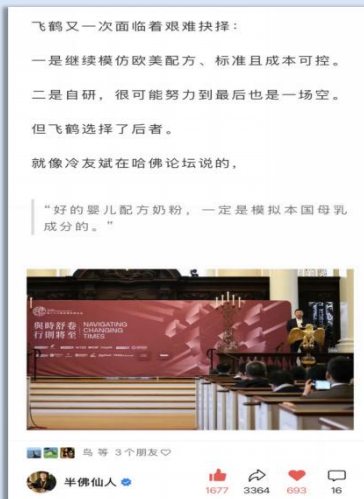 飞鹤又一次面临着艰难抉择：
一是继续模仿欧美配方、标准且成本可控。
二是自研，很可能努力到最后也是一场空。
但飞鹤选择了后者。
就像冷友斌在哈佛论坛说的，
“好的婴儿配方奶粉，一定是模拟本国母乳
成分的。”
與時舒卷
行則將至
NAVIGATING
CHANGING
TIMES
鸟 等 3个朋友♡
半佛仙人
1677
3364
693
16